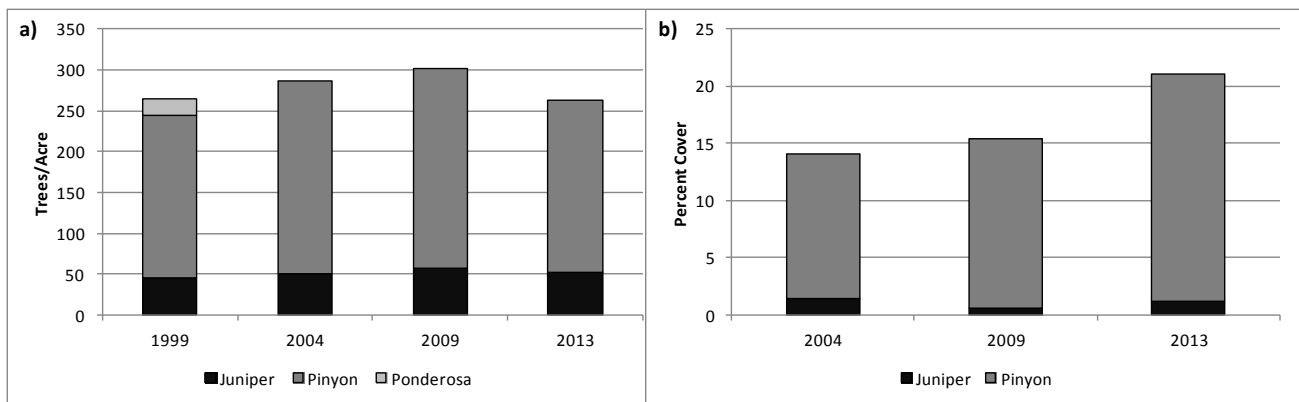 a)
350
300
250
200
150
100
50
0
Trees/Acre
1999 2004 2009 2013
Juniper Pinyon Ponderosa
b)
25
20
15
10
5
0
Percent Cover
2004 2009 2013
Juniper Pinyon